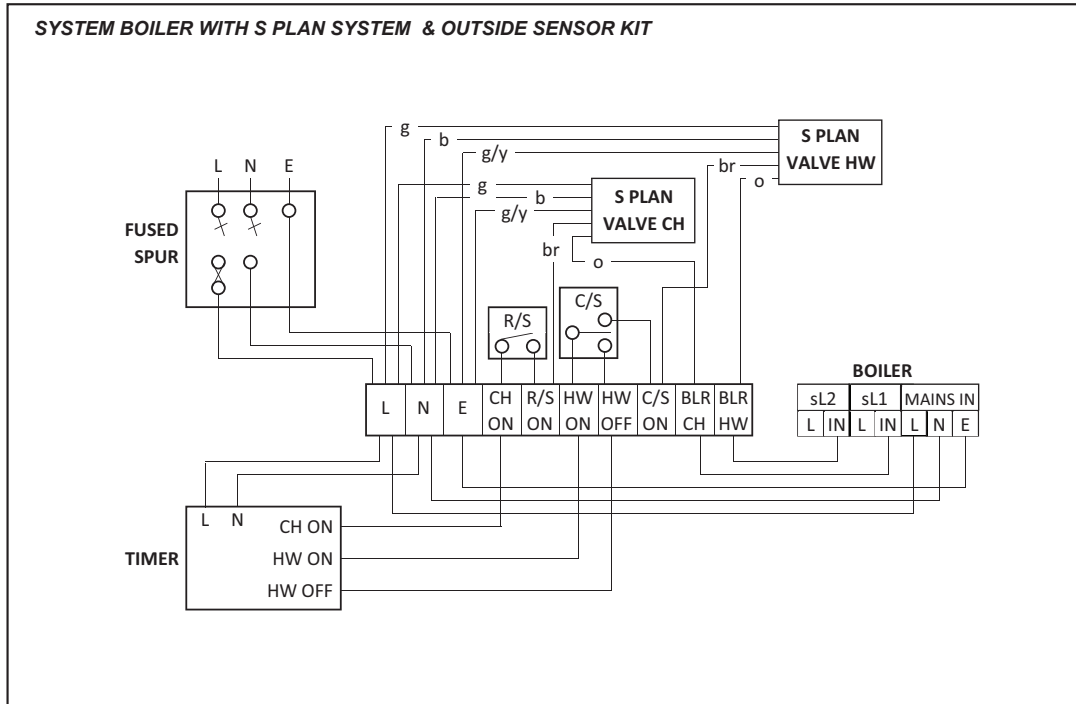 SYSTEM BOILER WITH S PLAN SYSTEM & OUTSIDE SENSOR KIT
g
b
g/y
br
o
S PLAN
VALVE HW
L N E
FUSED
SPUR
g
b
g/y
br
o
S PLAN
VALVE CH
R/S
C/S
L
N
E
CH
ON
R/S
ON
HW
ON
HW
OFF
C/S
ON
BLR
CH
BLR
HW
BOILER
sL2 sL1 MAINS IN
L IN L IN L N E
TIMER
L N
CH ON
HW ON
HW OFF